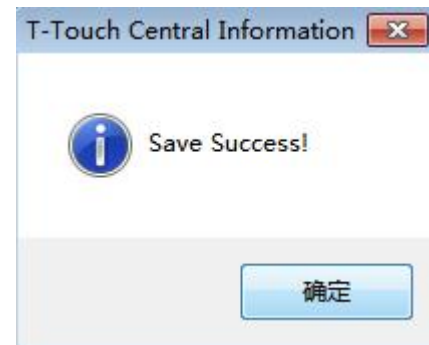 T-Touch Central Information
Save Success!
确定